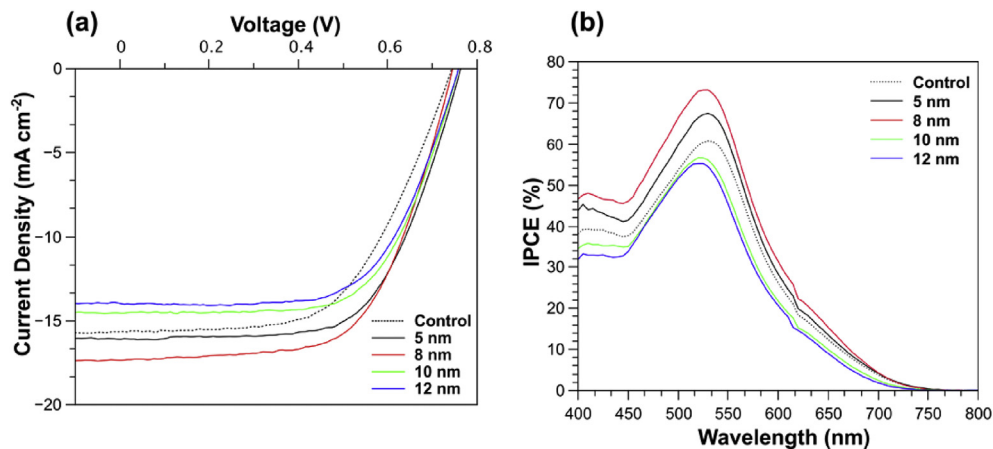 (a)
Voltage (V)
0 0.2 0.4 0.6 0.8
Current Density (mA cm⁻²)
0
−5
−10
−15
−20
Control
5 nm
8 nm
10 nm
12 nm
(b)
IPCE (%)
80
70
60
50
40
30
20
10
0
Control
5 nm
8 nm
10 nm
12 nm
400 450 500 550 600 650 700 750 800
Wavelength (nm)